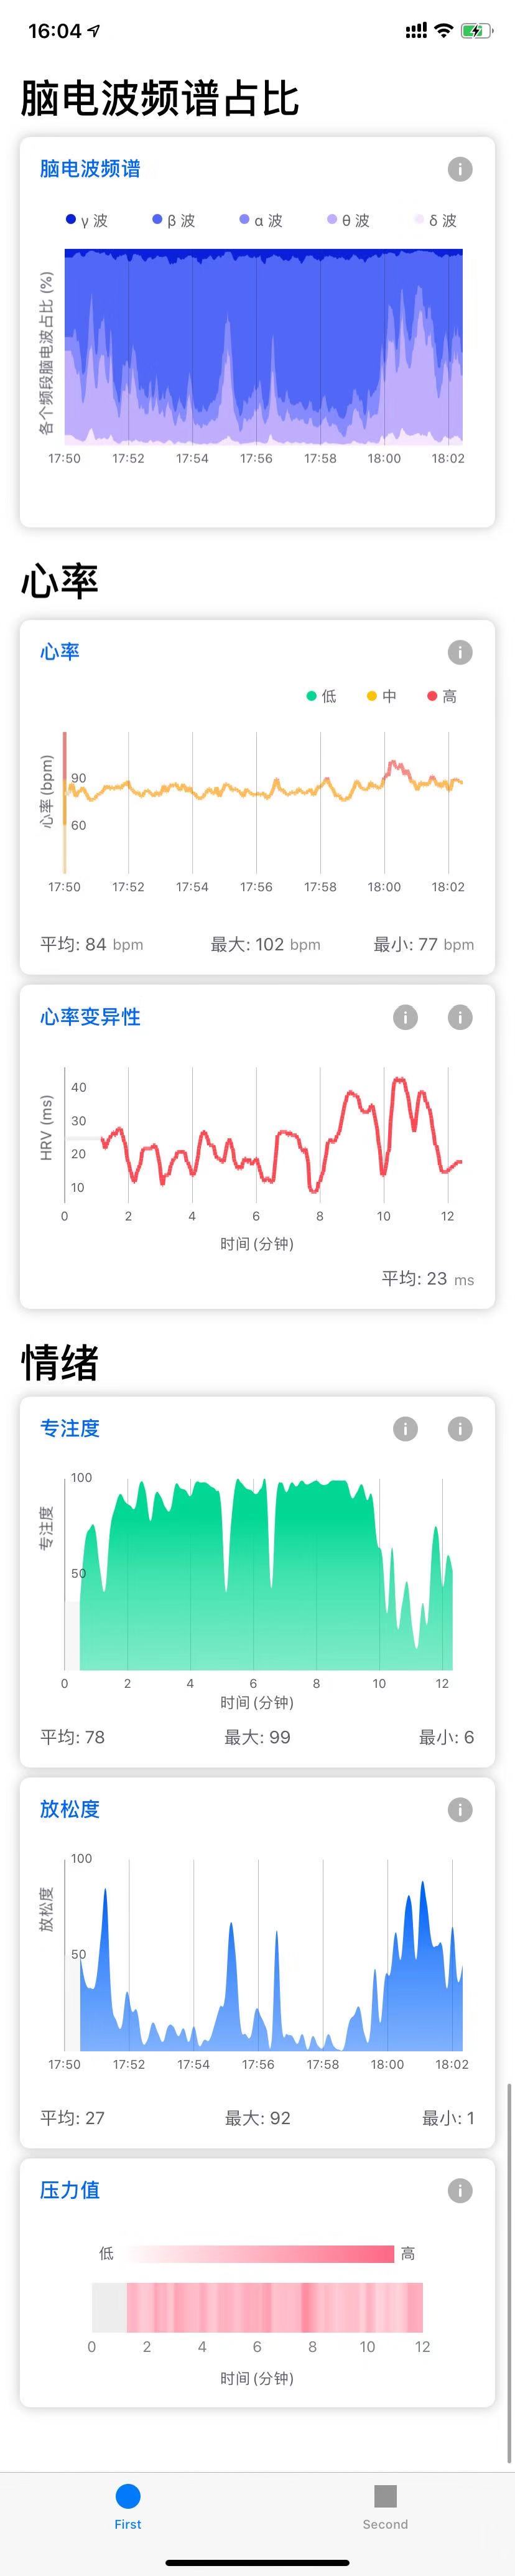 16:04
脑电波频谱占比
脑电波频谱
γ 波 β 波 α 波 θ 波 δ 波
各个频段脑电波占比 (%)
17:50 17:52 17:54 17:56 17:58 18:00 18:02
心率
心率
低 中 高
心率 (bpm)
90
60
17:50 17:52 17:54 17:56 17:58 18:00 18:02
平均: 84 bpm 最大: 102 bpm 最小: 77 bpm
心率变异性
HRV (ms)
40
30
20
10
0 2 4 6 8 10 12
时间 (分钟)
平均: 23 ms
情绪
专注度
专注度
100
50
0 2 4 6 8 10 12
时间 (分钟)
平均: 78 最大: 99 最小: 6
放松度
放松度
100
50
17:50 17:52 17:54 17:56 17:58 18:00 18:02
平均: 27 最大: 92 最小: 1
压力值
低 高
0 2 4 6 8 10 12
时间 (分钟)
First Second